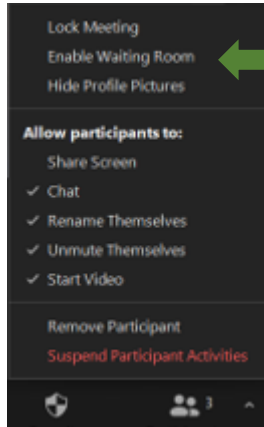 Lock Meeting
Enable Waiting Room
Hide Profile Pictures
Allow participants to:
Share Screen
✓ Chat
✓ Rename Themselves
✓ Unmute Themselves
✓ Start Video
Remove Participant
Suspend Participant Activities
3